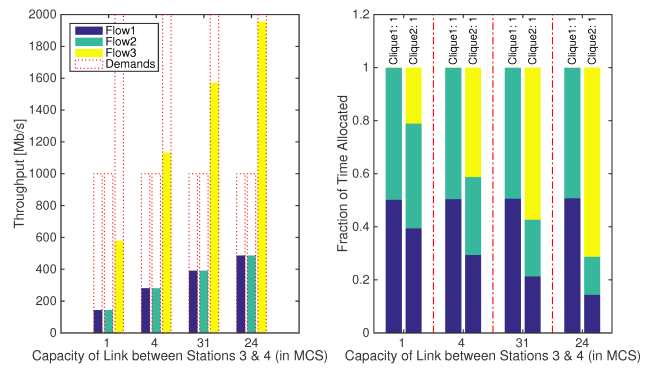 2000
1800
1600
1400
1200
1000
800
600
400
200
0
Throughput [Mb/s]
Flow1
Flow2
Flow3
Demands
1
4
31
24
Capacity of Link between Stations 3 & 4 (in MCS)
1.2
1
0.8
0.6
0.4
0.2
0
Fraction of Time Allocated
Clique1: 1
Clique2: 1
Clique1: 1
Clique2: 1
Clique1: 1
Clique2: 1
Clique1: 1
Clique2: 1
1
4
31
24
Capacity of Link between Stations 3 & 4 (in MCS)